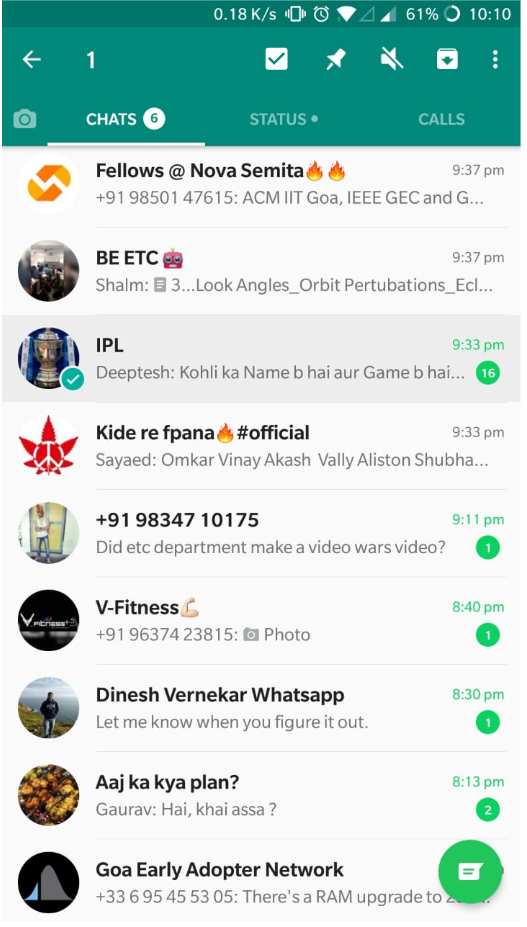 0.18 K/s 61% 10:10
1
CHATS 6 STATUS • CALLS
Fellows @ Nova Semita🔥🔥 9:37 pm
+91 98501 47615: ACM IIT Goa, IEEE GEC and G...
BE ETC 🤖 9:37 pm
Shalm: 3...Look Angles_Orbit Pertubations_Ecl...
IPL 9:33 pm
Deeptesh: Kohli ka Name b hai aur Game b hai... 16
Kide re fpana🔥#official 9:33 pm
Sayaed: Omkar Vinay Akash Vally Aliston Shubha...
+91 98347 10175 9:11 pm
Did etc department make a video wars video? 1
V-Fitness💪🏻 8:40 pm
+91 96374 23815: Photo 1
Dinesh Vernekar Whatsapp 8:30 pm
Let me know when you figure it out. 1
Aaj ka kya plan? 8:13 pm
Gaurav: Hai, khai assa ? 2
Goa Early Adopter Network
+33 6 95 45 53 05: There's a RAM upgrade to